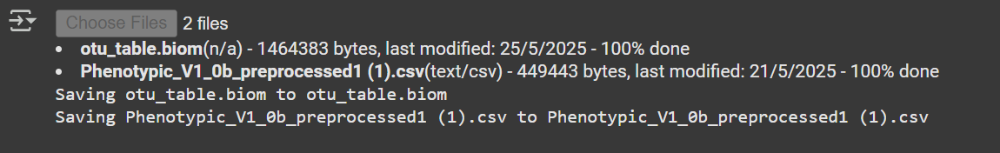 Choose Files 2 files
• otu_table.biom(n/a) - 1464383 bytes, last modified: 25/5/2025 - 100% done
• Phenotypic_V1_0b_preprocessed1 (1).csv(text/csv) - 449443 bytes, last modified: 21/5/2025 - 100% done
Saving otu_table.biom to otu_table.biom
Saving Phenotypic_V1_0b_preprocessed1 (1).csv to Phenotypic_V1_0b_preprocessed1 (1).csv